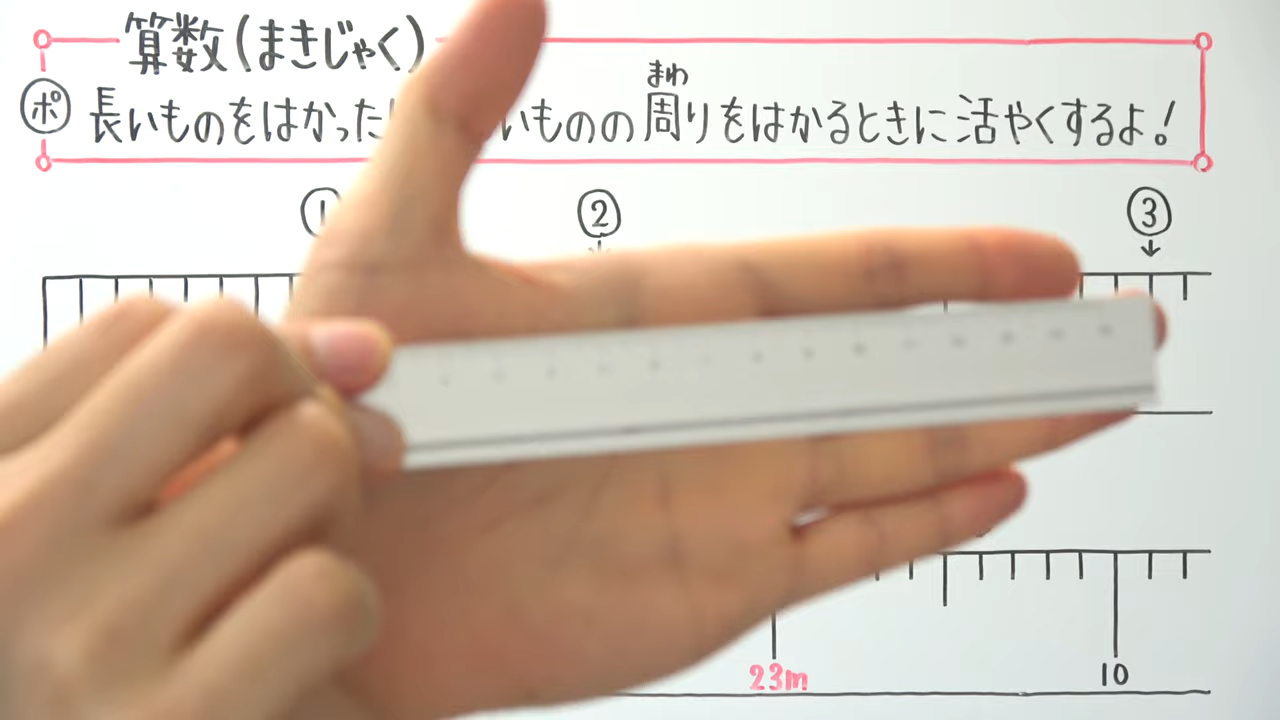 算数(まきじゃく)
まわ
ポ 長いものをはかった いものの周りをはかるときに活やくするよ!
① ② ③
23m 10